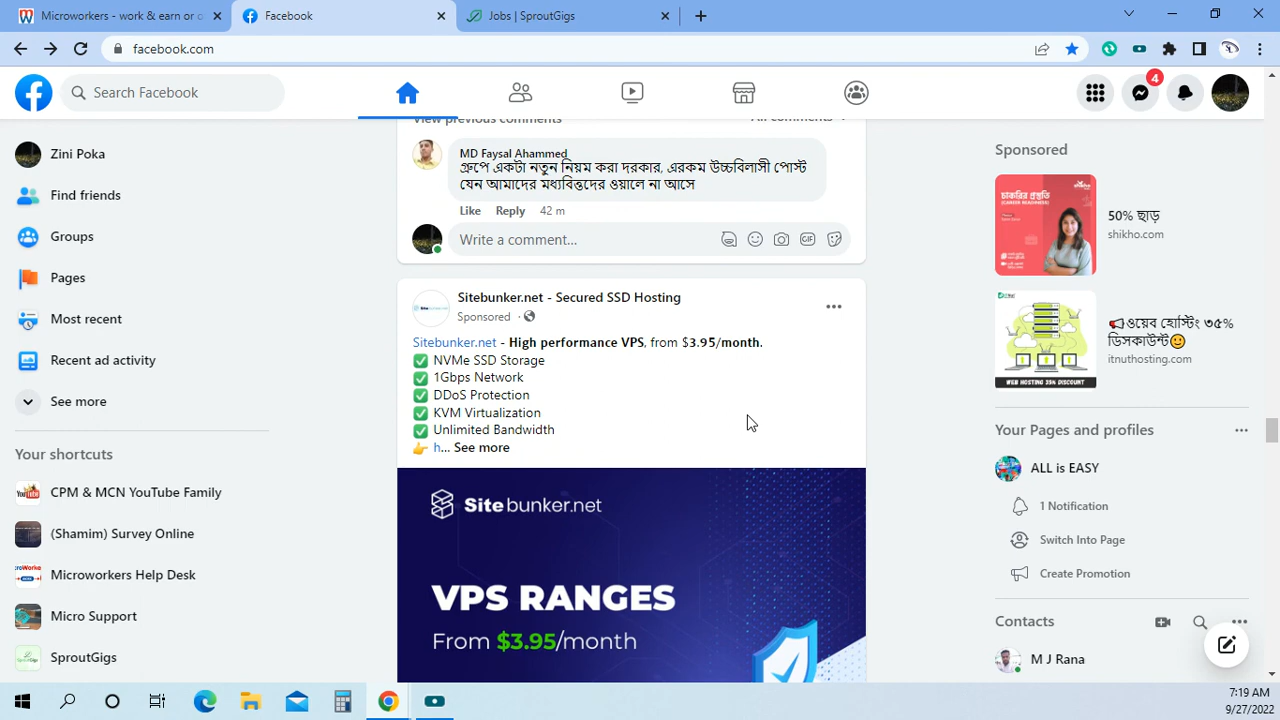 Microworkers - work & earn or c
Facebook
Jobs | SproutGigs
facebook.com
Search Facebook
4
Zini Poka
Find friends
Groups
Pages
Most recent
Recent ad activity
See more
Your shortcuts
CPM & MCN YouTube Family
(Shamim) Survey Online
Microworkers Help Desk
Micro Support
SproutGigs
View previous comments
All comments
MD Faysal Ahammed
গ্রুপে একটা নতুন নিয়ম করা দরকার, এরকম উচ্চবিলাসী পোস্ট
যেন আমাদের মধ্যবিত্তদের ওয়ালে না আসে
Like Reply 42 m
Write a comment...
GIF
Sitebunker.net - Secured SSD Hosting
Sponsored
Sitebunker.net - High performance VPS, from $3.95/month.
NVMe SSD Storage
1Gbps Network
DDoS Protection
KVM Virtualization
Unlimited Bandwidth
h... See more
Sitebunker.net
VPS RANGES
From $3.95/month
Sponsored
চাকরির প্রস্তুতি
50% ছাড়
shikho.com
ওয়েব হোস্টিং ৩৫%
ডিসকাউন্ট
itnuthosting.com
WEB HOSTING 35% DISCOUNT
Your Pages and profiles
ALL is EASY
1 Notification
Switch Into Page
Create Promotion
Contacts
M J Rana
7:19 AM
9/27/2022